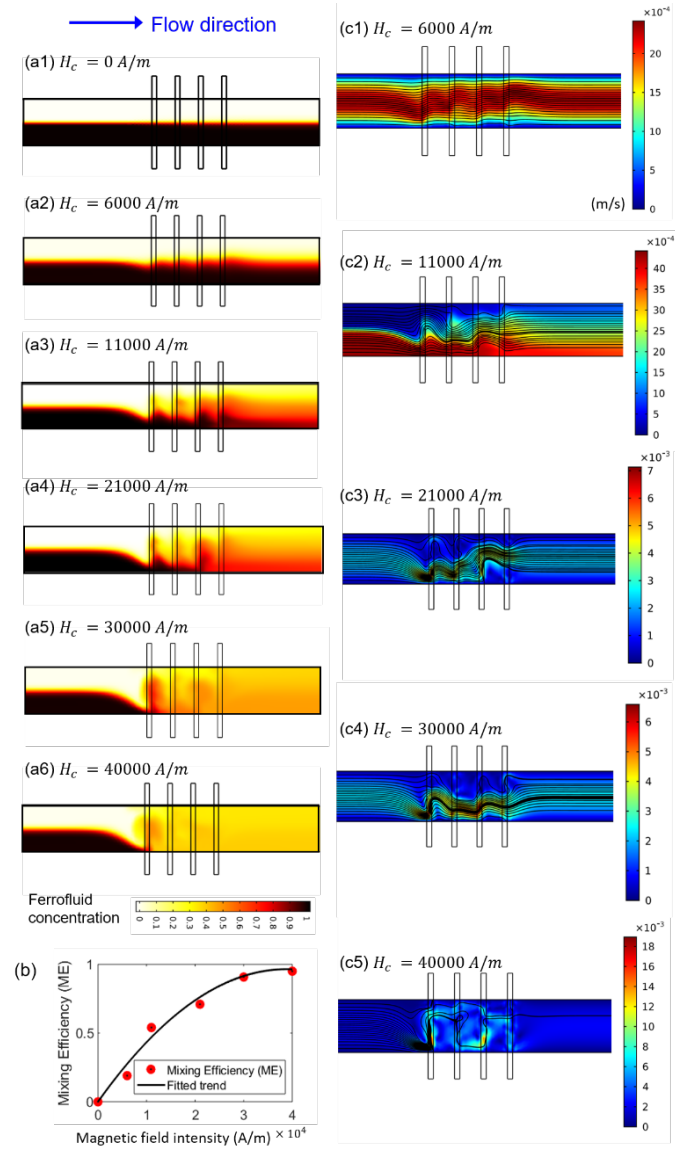 Flow direction
(a1) H_c = 0 A/m
(a2) H_c = 6000 A/m
(a3) H_c = 11000 A/m
(a4) H_c = 21000 A/m
(a5) H_c = 30000 A/m
(a6) H_c = 40000 A/m
Ferrofluid
concentration
0 0.1 0.2 0.3 0.4 0.5 0.6 0.7 0.8 0.9 1
(b)
Mixing Efficiency (ME)
1
0.5
0
Mixing Efficiency (ME)
Fitted trend
0 1 2 3 4
Magnetic field intensity (A/m) × 10⁴
(c1) H_c = 6000 A/m
×10⁻⁴
20
15
10
5
0
(m/s)
(c2) H_c = 11000 A/m
×10⁻⁴
40
35
30
25
20
15
10
5
0
(c3) H_c = 21000 A/m
×10⁻³
7
6
5
4
3
2
1
0
(c4) H_c = 30000 A/m
×10⁻³
6
5
4
3
2
1
0
(c5) H_c = 40000 A/m
×10⁻³
18
16
14
12
10
8
6
4
2
0